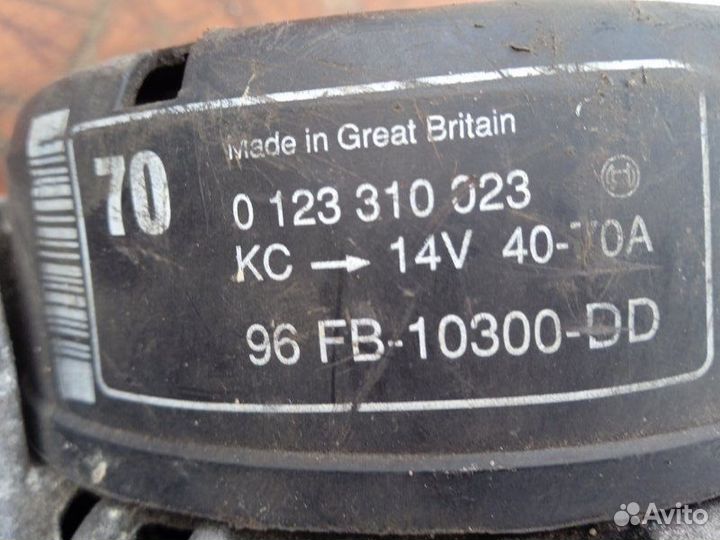 Made in Great Britain
70
0 123 310 023
KC → 14V 40-70A
96 FB-10300-DD
Avito